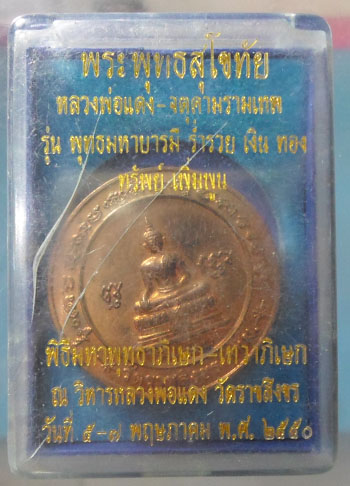 พระพุทธสุโขทัย
หลวงพ่อแดง-จตุคามรามเทพ
รุ่น พุทธมหาบารมี ร่ำรวย เงิน ทอง
ทรัพย์ เพิ่มพูน
พิธีมหาพุทธาภิเษก-เทวาภิเษก
ณ วิหารหลวงพ่อแดง วัดราชสิงขร
วันที่ ๕-๗ พฤษภาคม พ.ศ. ๒๕๕๐